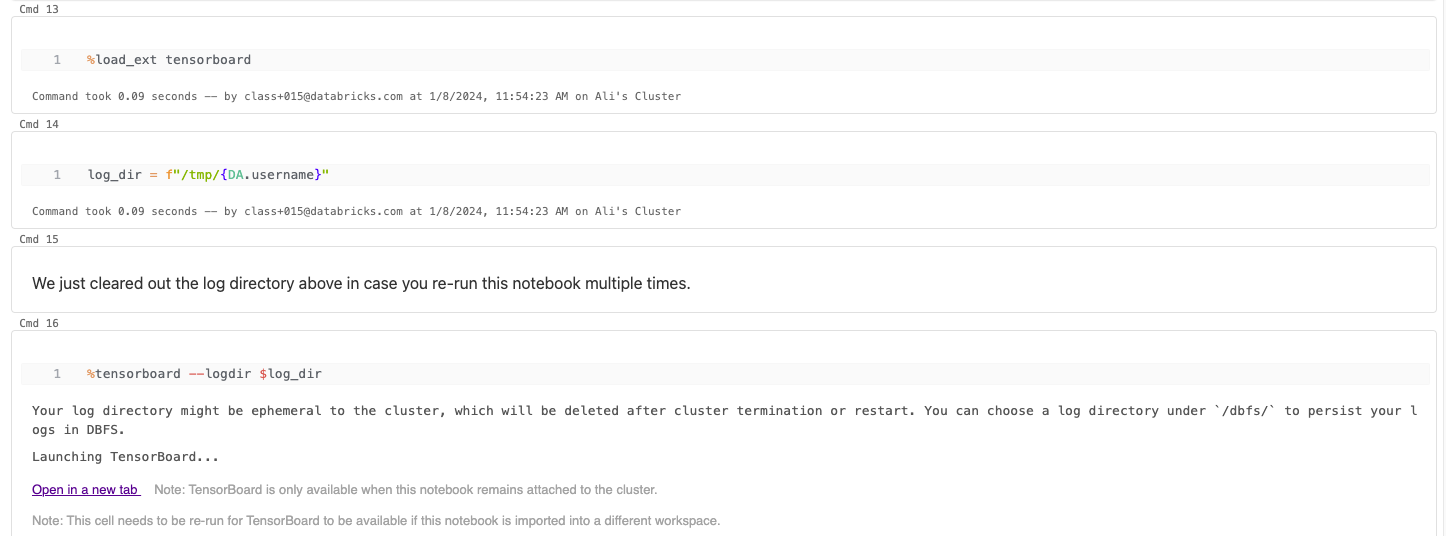 Cmd 13
1 %load_ext tensorboard
Command took 0.09 seconds -- by class+015@databricks.com at 1/8/2024, 11:54:23 AM on Ali's Cluster
Cmd 14
1 log_dir = f"/tmp/{DA.username}"
Command took 0.09 seconds -- by class+015@databricks.com at 1/8/2024, 11:54:23 AM on Ali's Cluster
Cmd 15
We just cleared out the log directory above in case you re-run this notebook multiple times.
Cmd 16
1 %tensorboard --logdir $log_dir
Your log directory might be ephemeral to the cluster, which will be deleted after cluster termination or restart. You can choose a log directory under `/dbfs/` to persist your l
ogs in DBFS.
Launching TensorBoard...
Open in a new tab Note: TensorBoard is only available when this notebook remains attached to the cluster.
Note: This cell needs to be re-run for TensorBoard to be available if this notebook is imported into a different workspace.